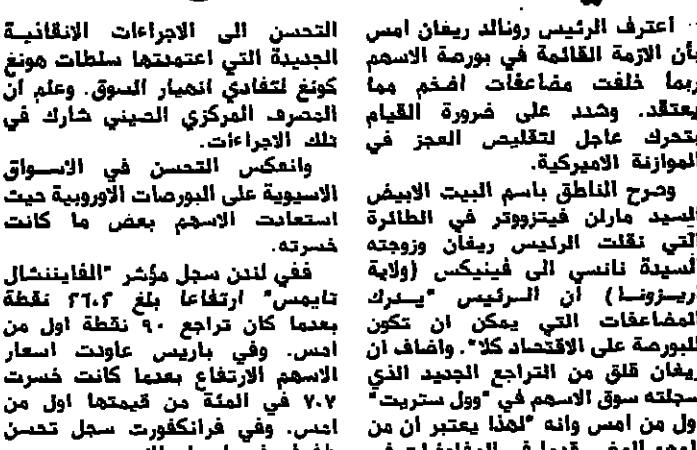 اعترف الرئيس رونالد ريغان امس
بأن الازمة القائمة في بورصة الاسهم
ربما خلفت مضاعفات افخم مما
يعتقد. وشدد على ضرورة القيام
بتحرك عاجل لتقليص العجز في
الموازنة الاميركية.
وصرح الناطق باسم البيت الابيض
السيد مارلن فيتزووتر في الطائرة
التي نقلت الرئيس ريغان وزوجته
السيدة نانسي الى فينيكس (ولاية
اريزونا) أن الرئيس "يدرك
المضاعفات التي يمكن ان تكون
للبورصة على الاقتصاد كلا". واضاف ان
ريغان قلق من التراجع الجديد الذي
سجلته سوق الاسهم في "وول ستريت"
اول من امس وانه "لهذا يعتبر أن من
التحسن الى الاجراءات الانقاذية
الجديدة التي اعتمدتها سلطات هونغ
كونغ لتفادي انهيار السوق. وعلم ان
المصرف المركزي الصيني شارك في
تلك الاجراءات.
وانعكس التحسن في الاسواق
الاسيوية على البورصات الاوروبية حيث
استعادت الاسهم بعض ما كانت
خسرته.
ففي لندن سجل مؤشر "الفايننشال
تايمس" ارتفاعا بلغ ٢٦،٢ نقطة
بعدما كان تراجع ٩٠ نقطة اول من
امس. وفي باريس عاودت اسعار
الاسهم الارتفاع بعدما كانت خسرت
٧،٧ في المئة من قيمتها اول من
امس. وفي فرانكفورت سجل تحسن